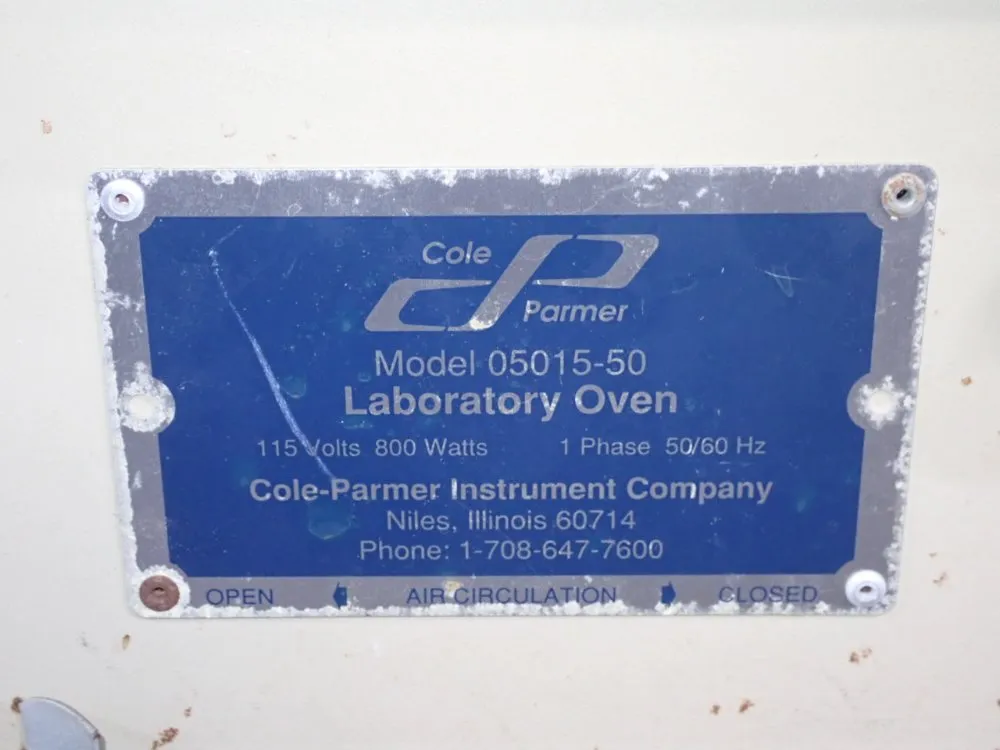 Cole
Parmer
Model 05015-50
Laboratory Oven
115 Volts 800 Watts 1 Phase 50/60 Hz
Cole-Parmer Instrument Company
Niles, Illinois 60714
Phone: 1-708-647-7600
OPEN AIR CIRCULATION CLOSED